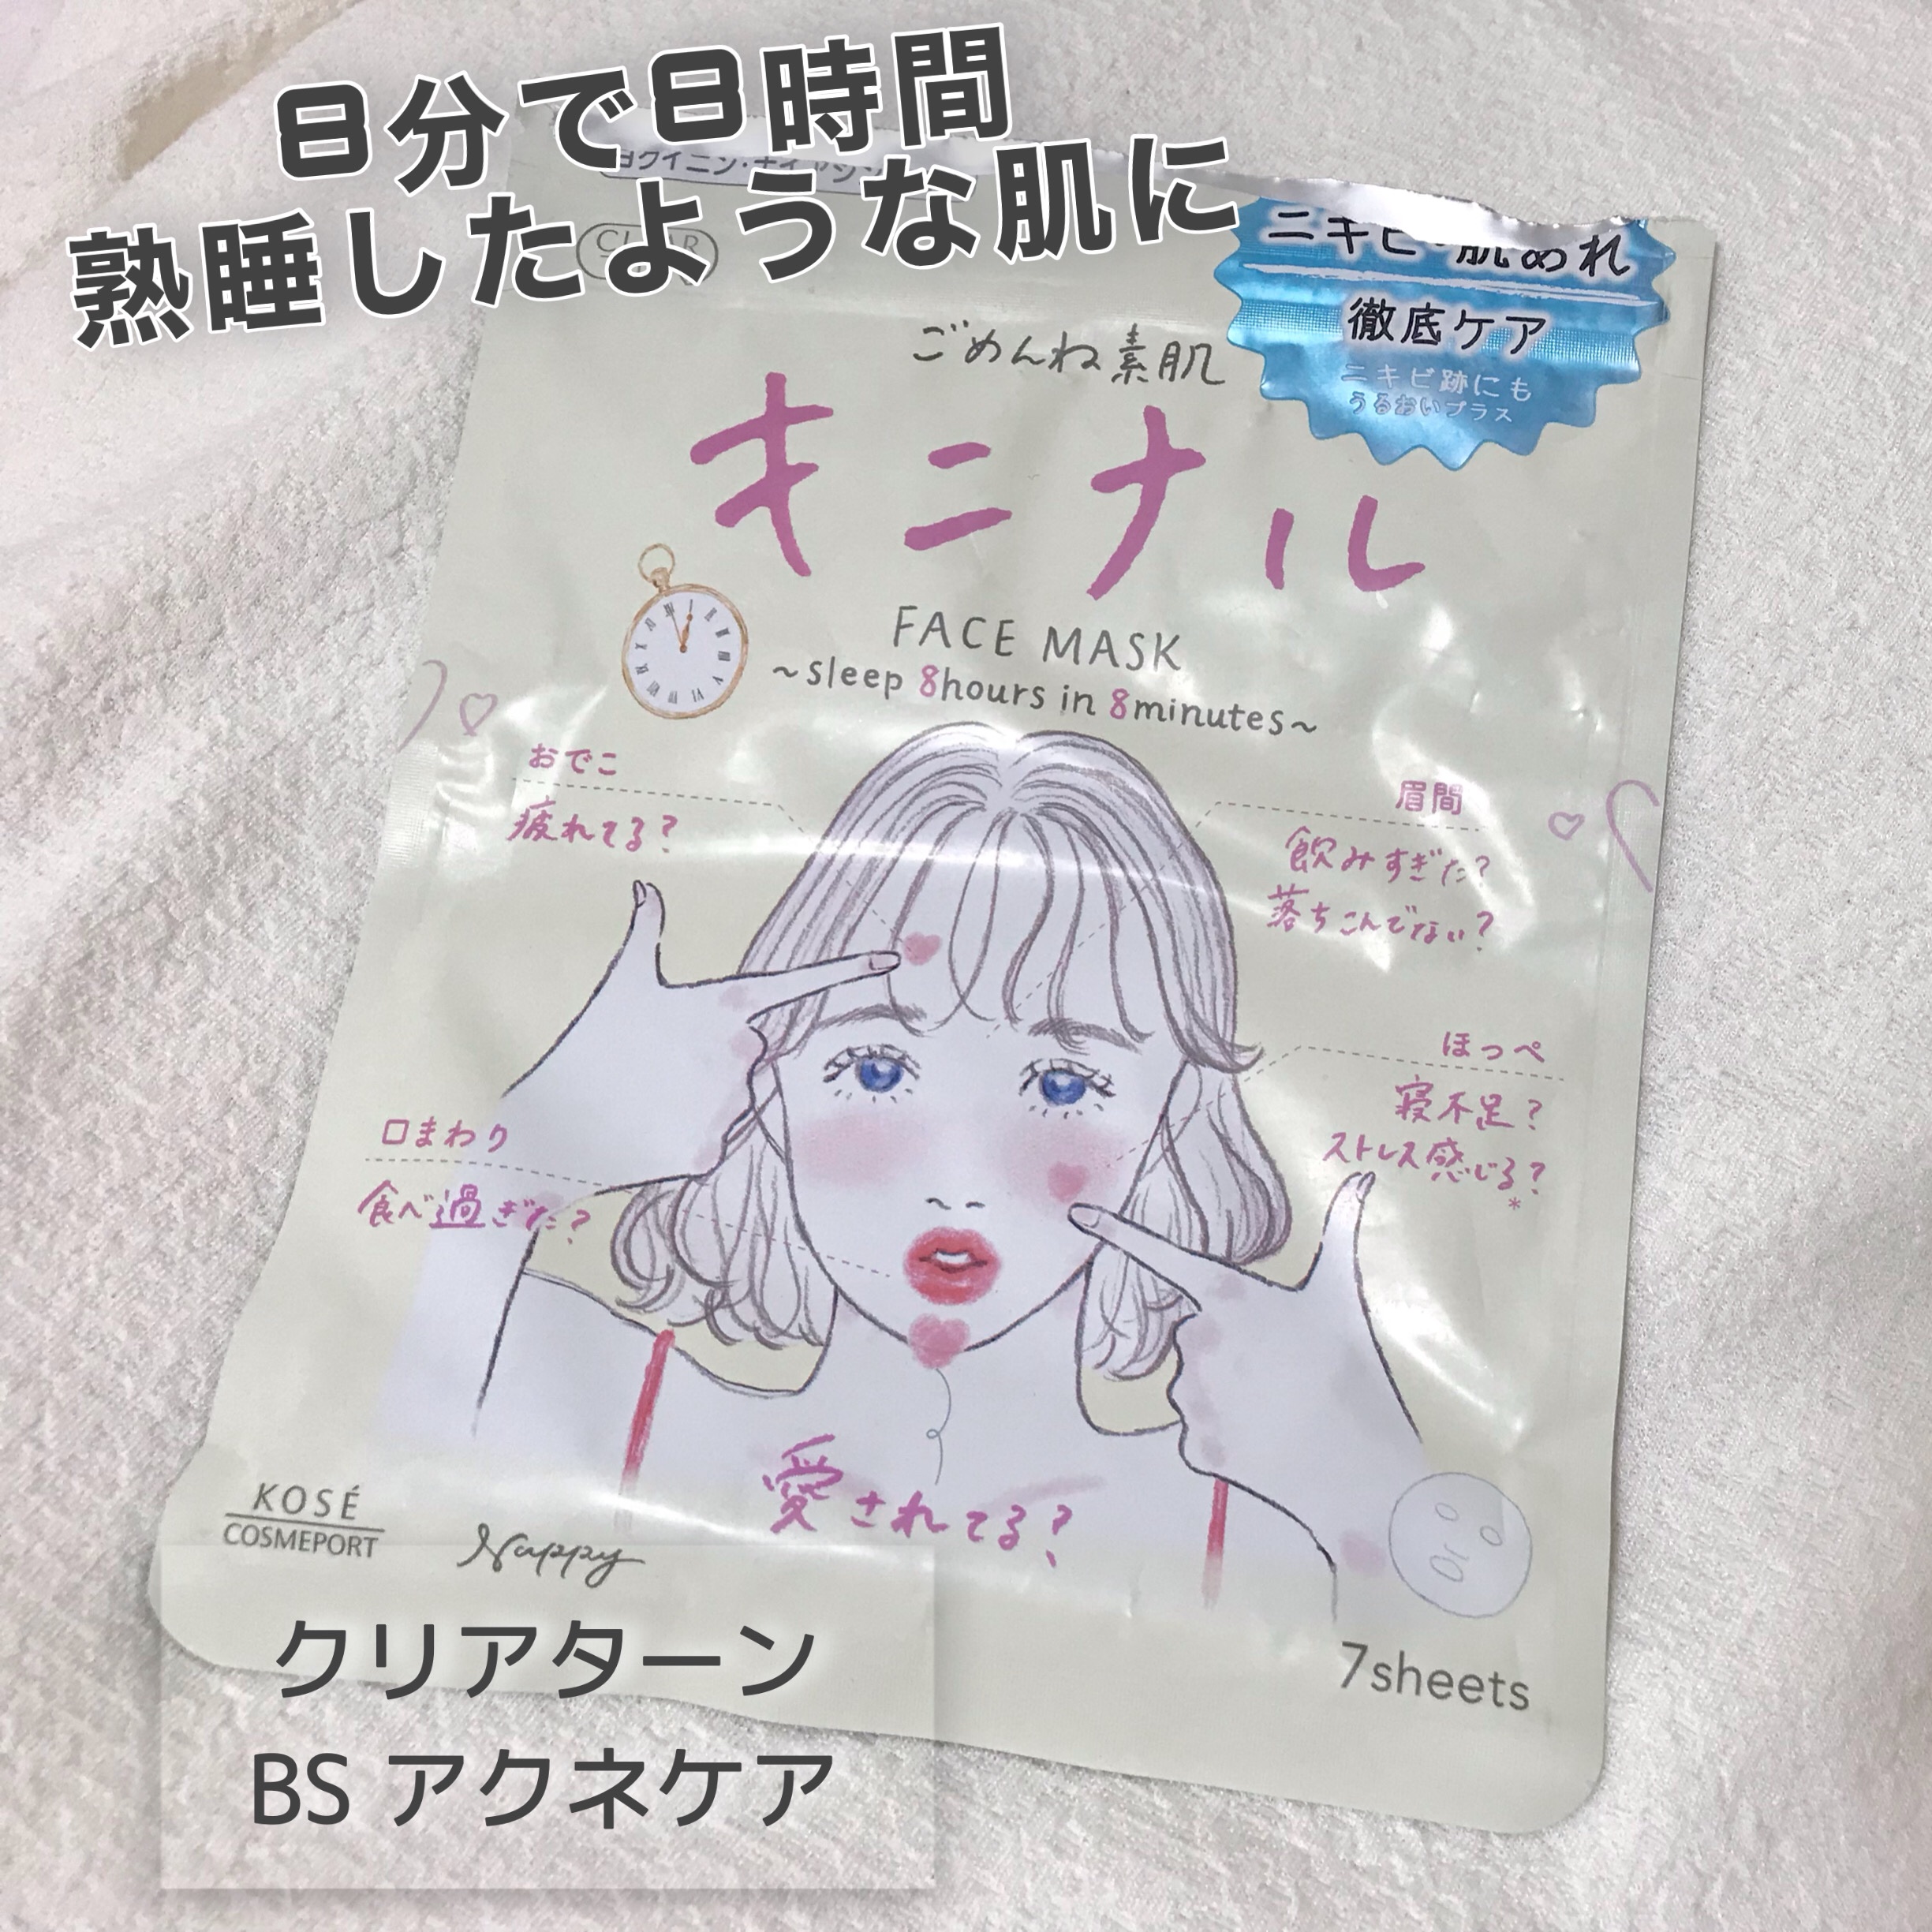 8分で8時間
熟睡したような肌に
ヨクイニン・ナイアシン
ニキビ・肌あれ
徹底ケア
ニキビ跡にも
うるおいプラス
ごめんね素肌
キニナル
FACE MASK
~sleep 8hours in 8minutes~
おでこ
疲れてる?
眉間
飲みすぎた?
落ちこんでない?
ほっぺ
寝不足?
ストレス感じる?
*
口まわり
食べ過ぎた?
愛されてる?
KOSÉ
COSMEPORT
Nappy
7sheets
クリアターン
BS アクネケア